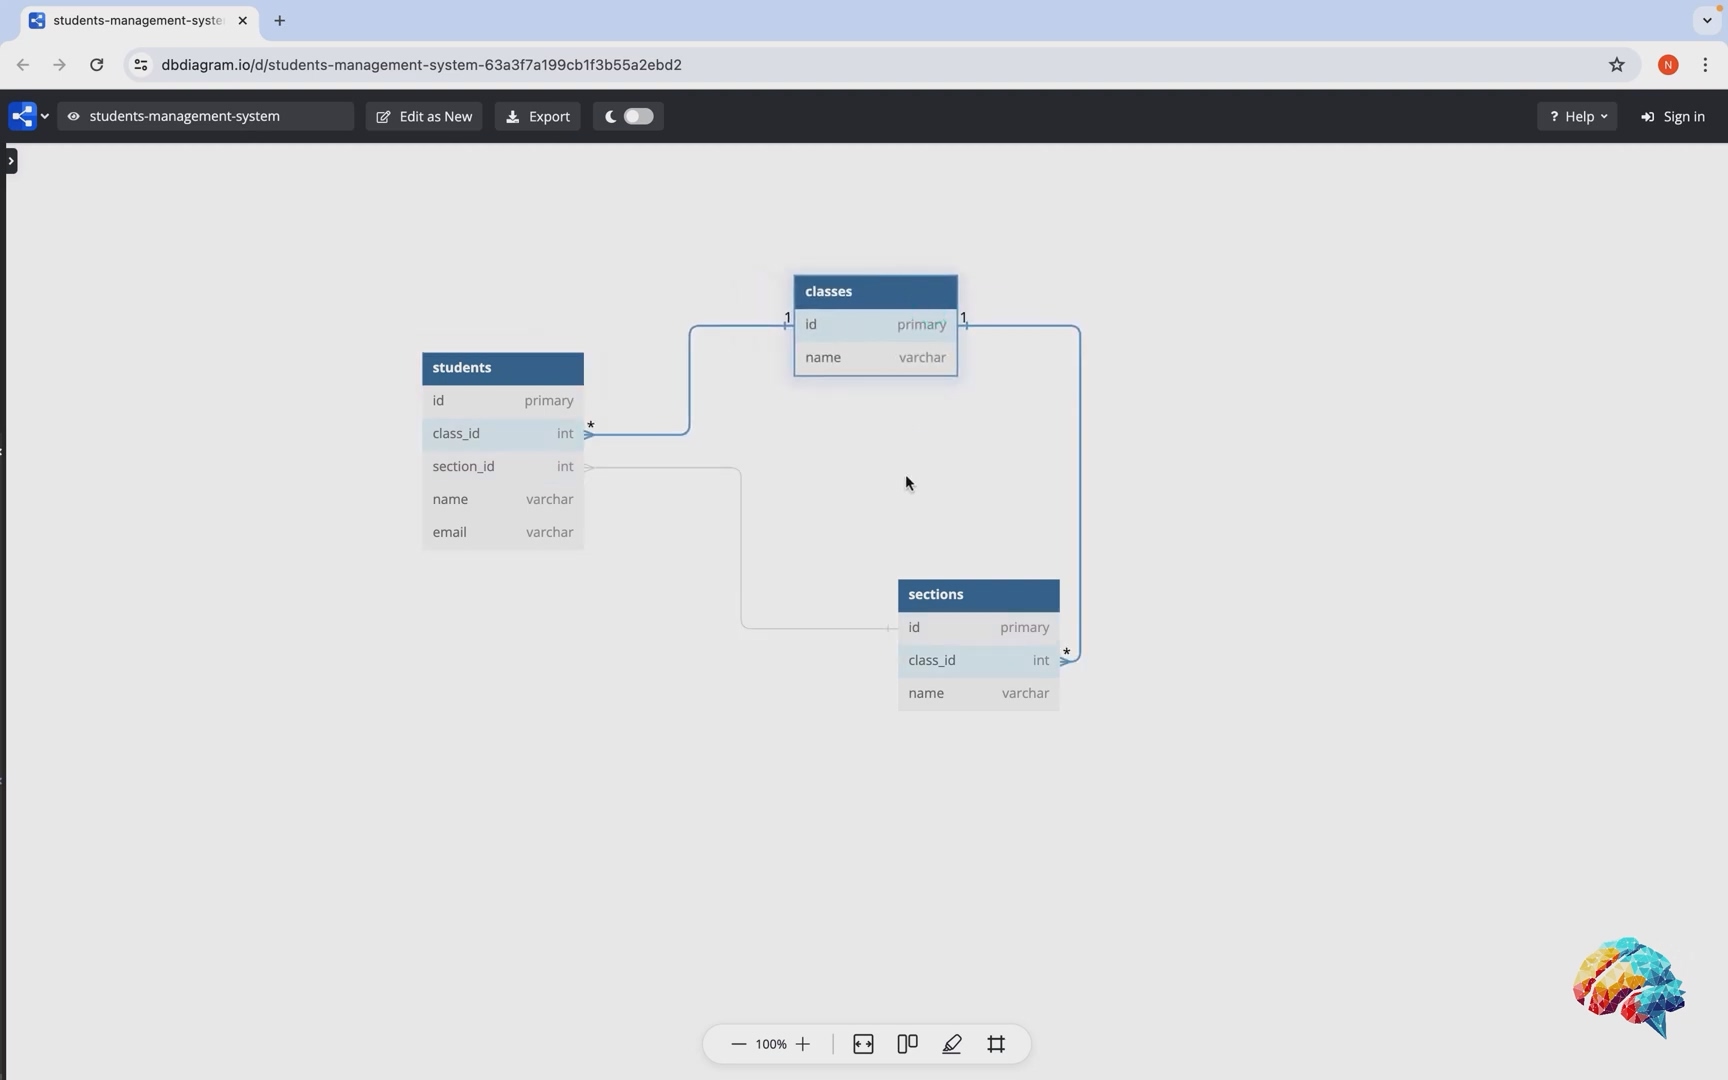 students-management-syste
dbdiagram.io/d/students-management-system-63a3f7a199cb1f3b55a2ebd2
N
students-management-system
Edit as New
Export
? Help
Sign in
classes
1 id primary 1
name varchar
students
id primary
class_id int *
section_id int
name varchar
email varchar
sections
id primary
class_id int *
name varchar
100%